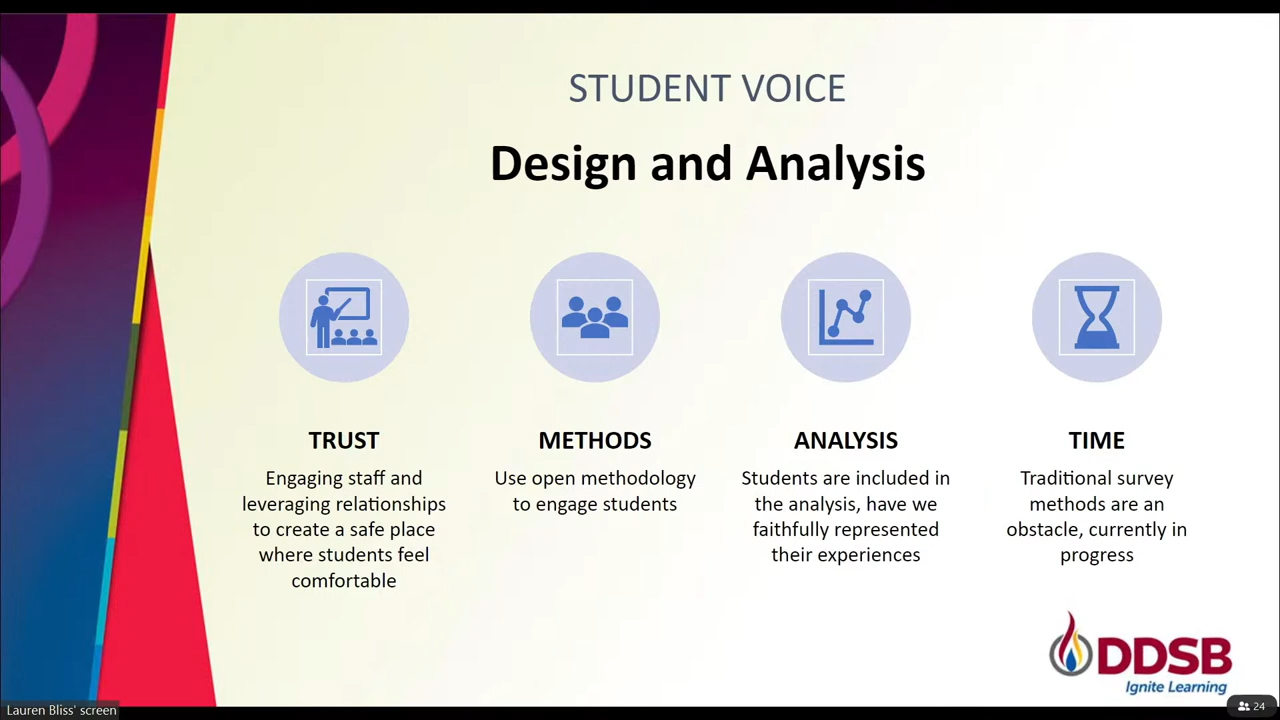 STUDENT VOICE
Design and Analysis
TRUST
Engaging staff and
leveraging relationships
to create a safe place
where students feel
comfortable
METHODS
Use open methodology
to engage students
ANALYSIS
Students are included in
the analysis, have we
faithfully represented
their experiences
TIME
Traditional survey
methods are an
obstacle, currently in
progress
DDSB
Ignite Learning
Lauren Bliss' screen
24